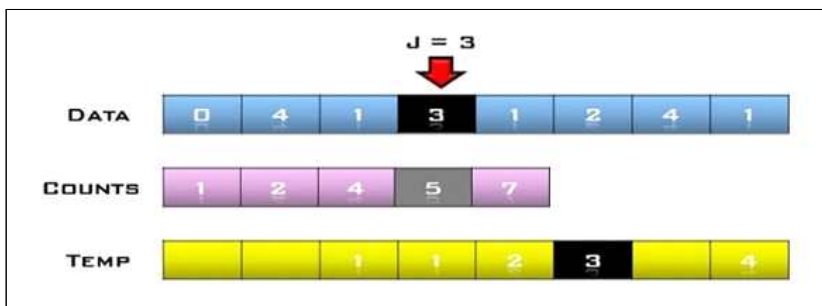 J = 3
DATA 0 4 1 3 1 2 4 1
COUNTS 1 2 4 5 7
TEMP 1 1 2 3 4